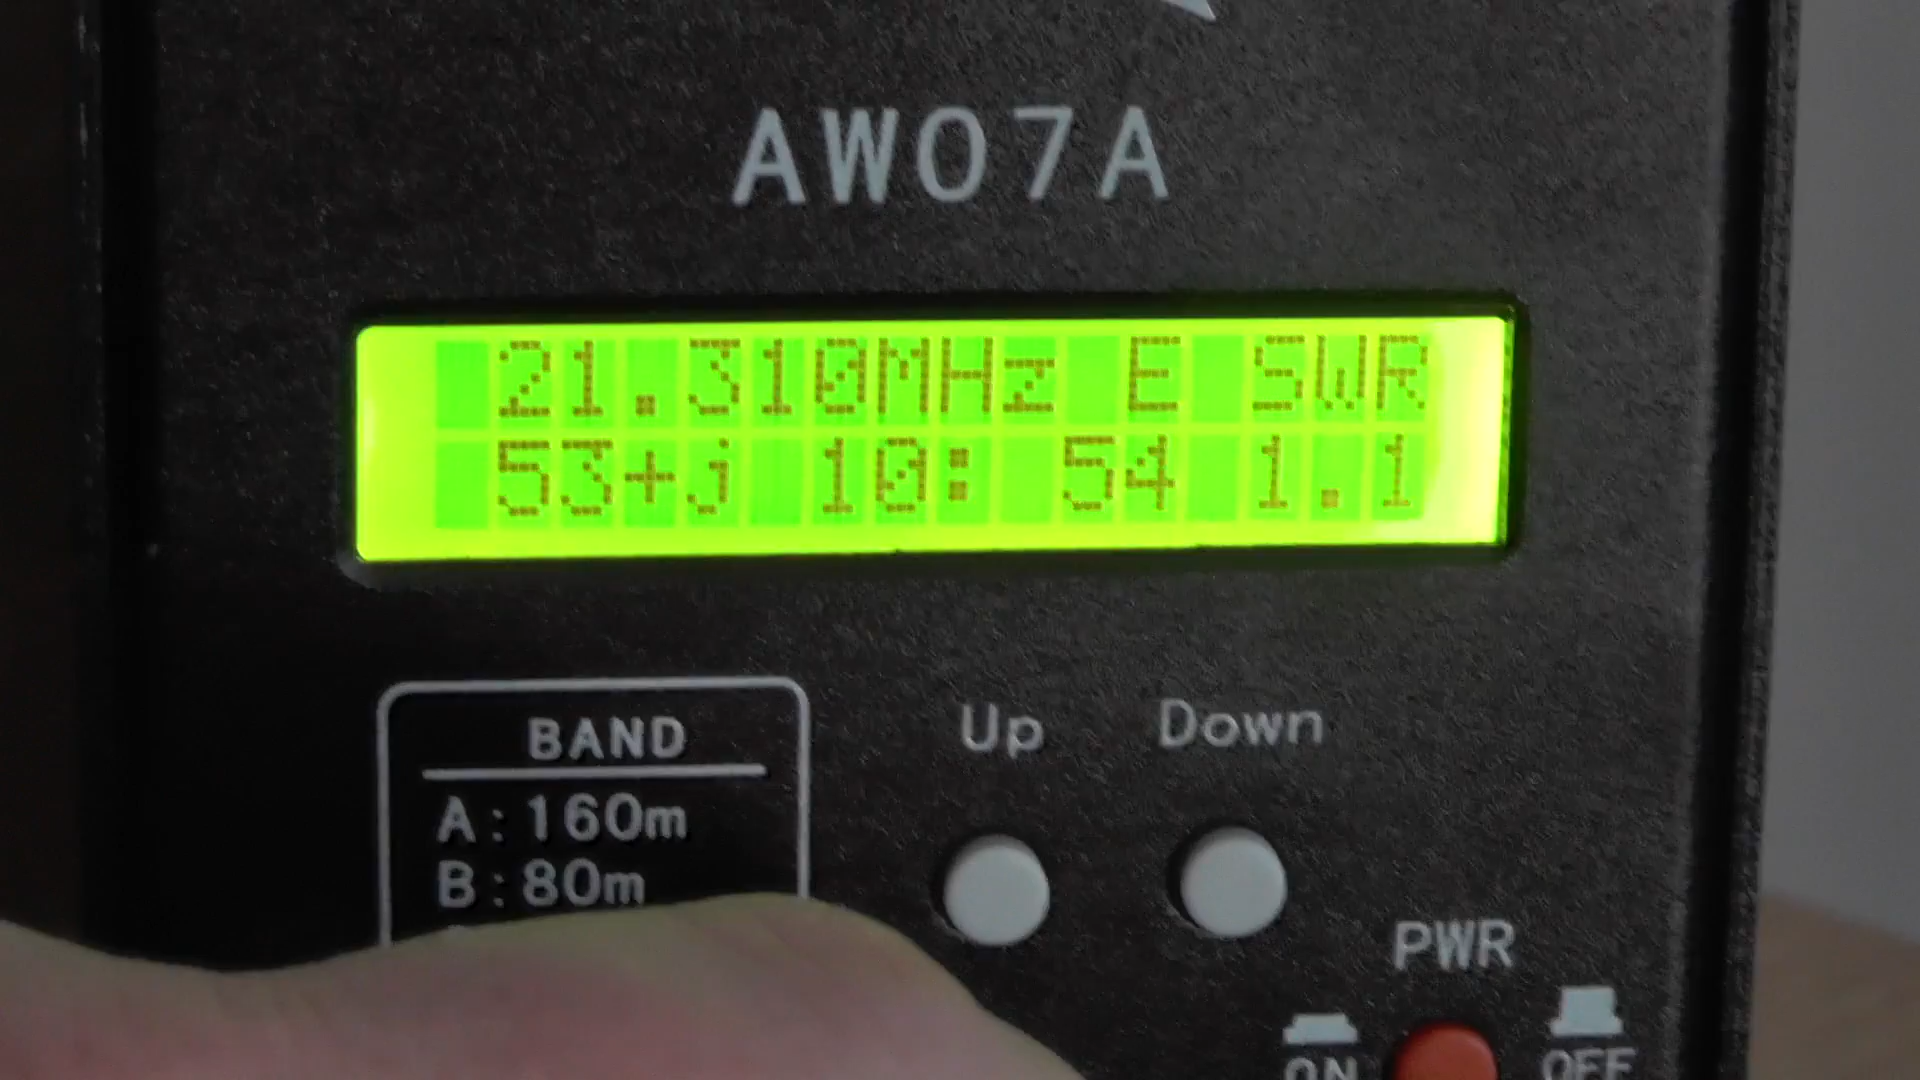 AW07A
21.310MHz E SWR
53+j 10: 54 1.1
BAND
A:160m
B:80m
Up Down
PWR
ON OFF